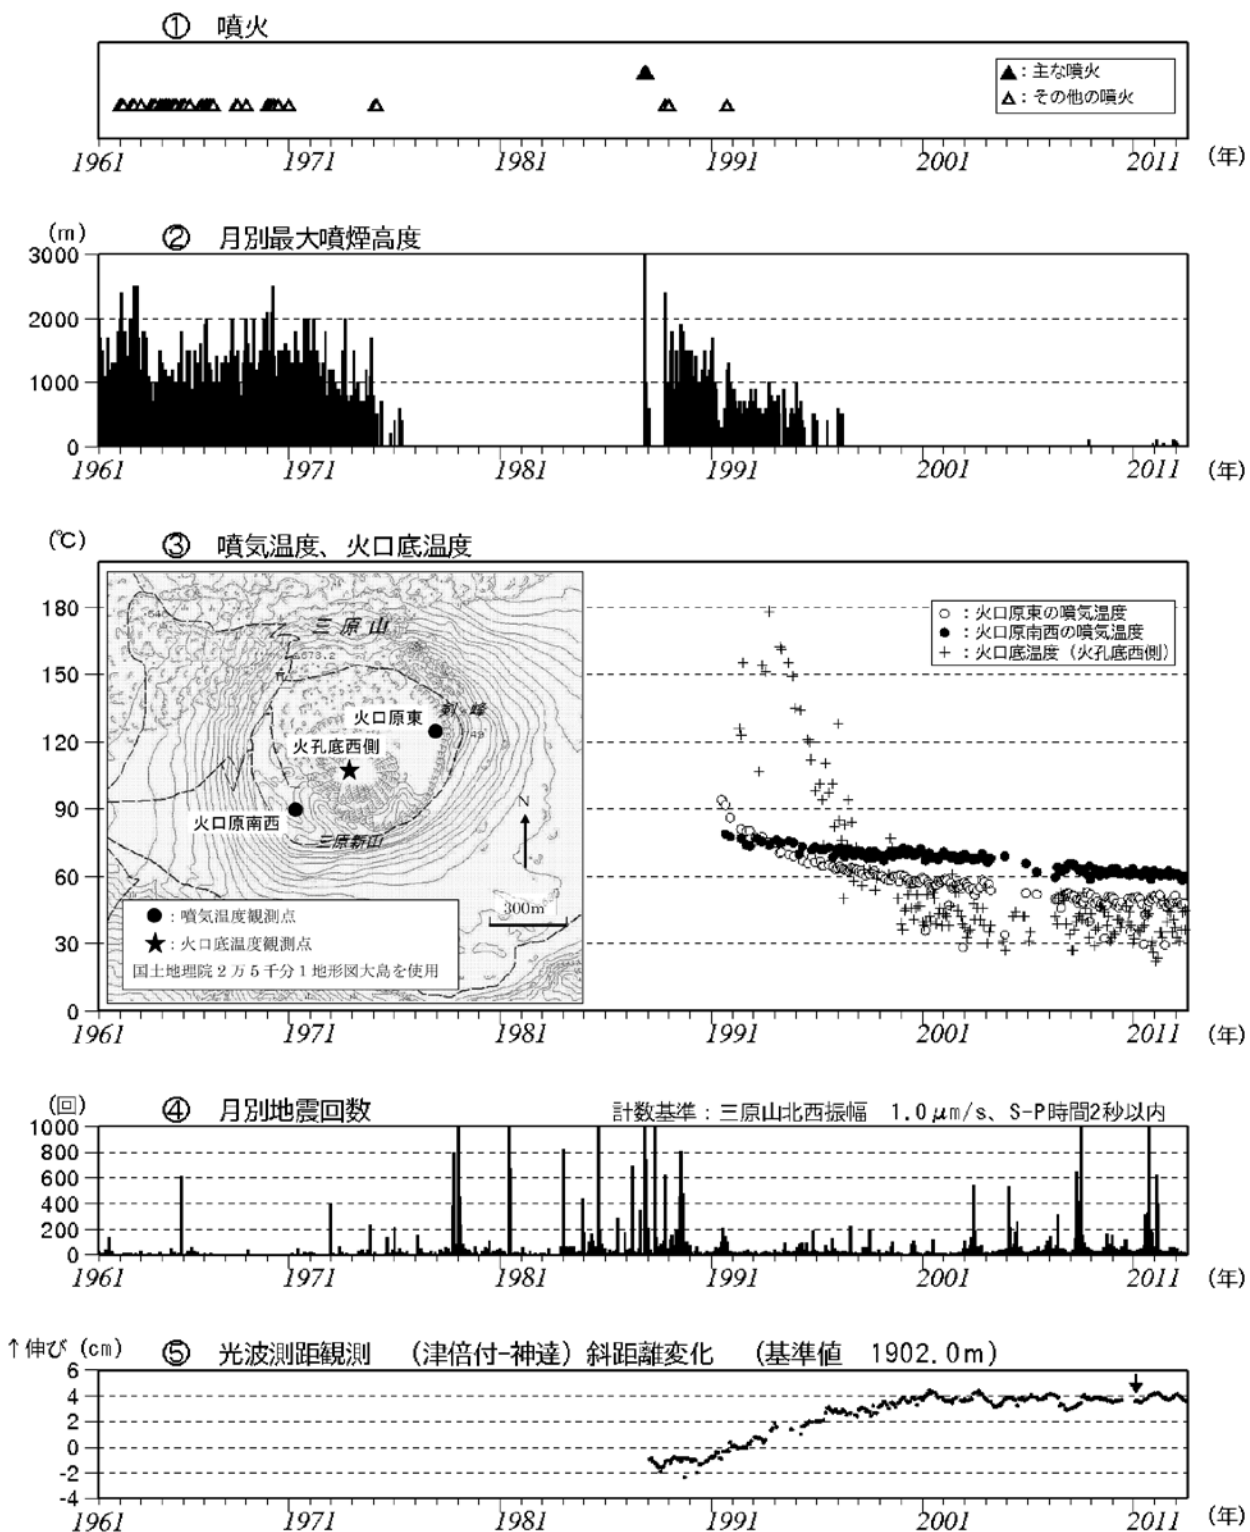 ① 噴火
▲：主な噴火
△：その他の噴火
1961 1971 1981 1991 2001 2011 (年)
(m) ② 月別最大噴煙高度
3000
2000
1000
0
1961 1971 1981 1991 2001 2011 (年)
(℃) ③ 噴気温度、火口底温度
180
150
120
90
60
30
0
○：火口原東の噴気温度
●：火口原南西の噴気温度
+：火口底温度（火孔底西側）
三原山
剣ヶ峰
火口原東
火孔底西側
火口原南西
三原新山
N
300m
●：噴気温度観測点
★：火口底温度観測点
国土地理院2万5千分1地形図大島を使用
1961 1971 1981 1991 2001 2011 (年)
(回) ④ 月別地震回数 計数基準：三原山北西振幅 1.0μm/s、S-P時間2秒以内
1000
800
600
400
200
0
1961 1971 1981 1991 2001 2011 (年)
↑伸び (cm) ⑤ 光波測距観測 （津倍付-神達）斜距離変化 （基準値 1902.0m）
6
4
2
0
-2
-4
1961 1971 1981 1991 2001 2011 (年)